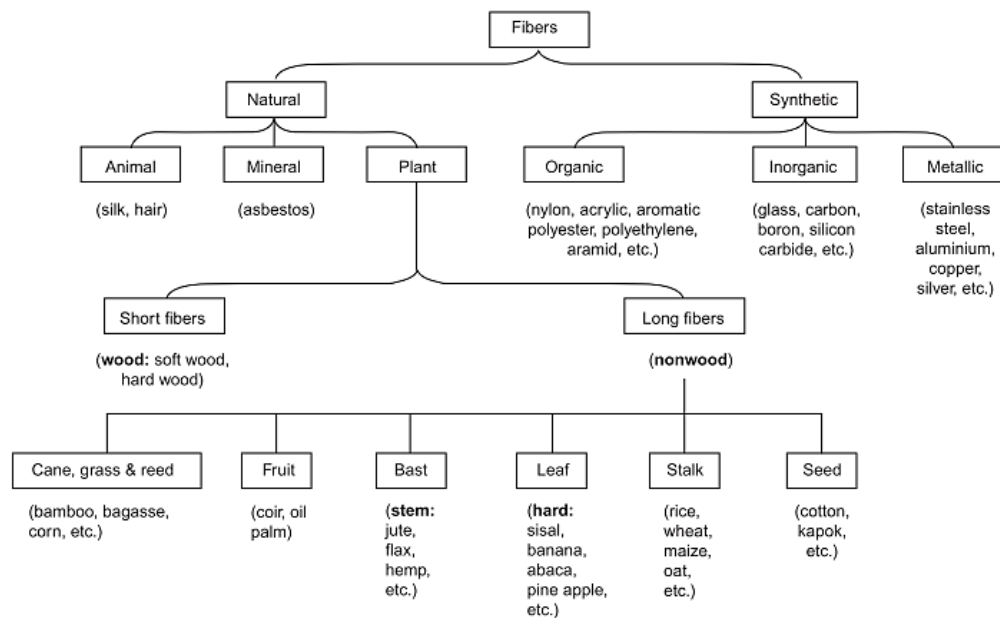 Fibers
Natural
Synthetic
Animal
Mineral
Plant
Organic
Inorganic
Metallic
(silk, hair)
(asbestos)
(nylon, acrylic, aromatic
polyester, polyethylene,
aramid, etc.)
(glass, carbon,
boron, silicon
carbide, etc.)
(stainless
steel,
aluminium,
copper,
silver, etc.)
Short fibers
Long fibers
(wood: soft wood,
hard wood)
(nonwood)
Cane, grass & reed
Fruit
Bast
Leaf
Stalk
Seed
(bamboo, bagasse,
corn, etc.)
(coir, oil
palm)
(stem:
jute,
flax,
hemp,
etc.)
(hard:
sisal,
banana,
abaca,
pine apple,
etc.)
(rice,
wheat,
maize,
oat,
etc.)
(cotton,
kapok,
etc.)